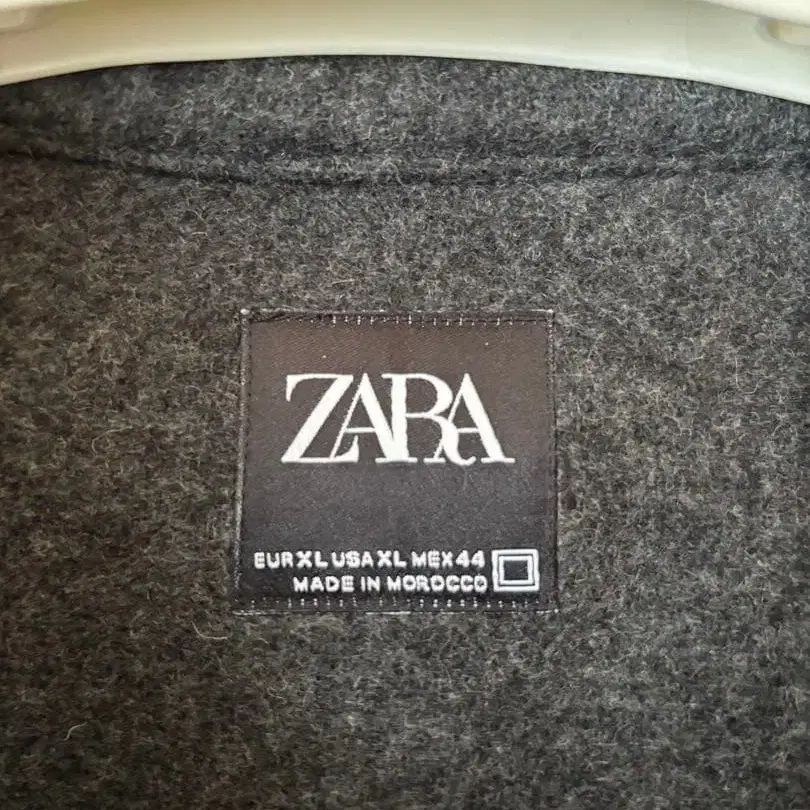 ZARA
EUR XL USA XL MEX 44
MADE IN MOROCCO